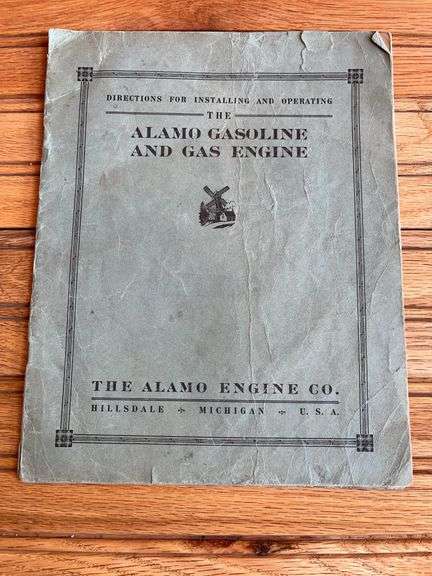 DIRECTIONS FOR INSTALLING AND OPERATING
THE
ALAMO GASOLINE
AND GAS ENGINE
THE ALAMO ENGINE CO.
HILLSDALE + MICHIGAN + U. S. A.